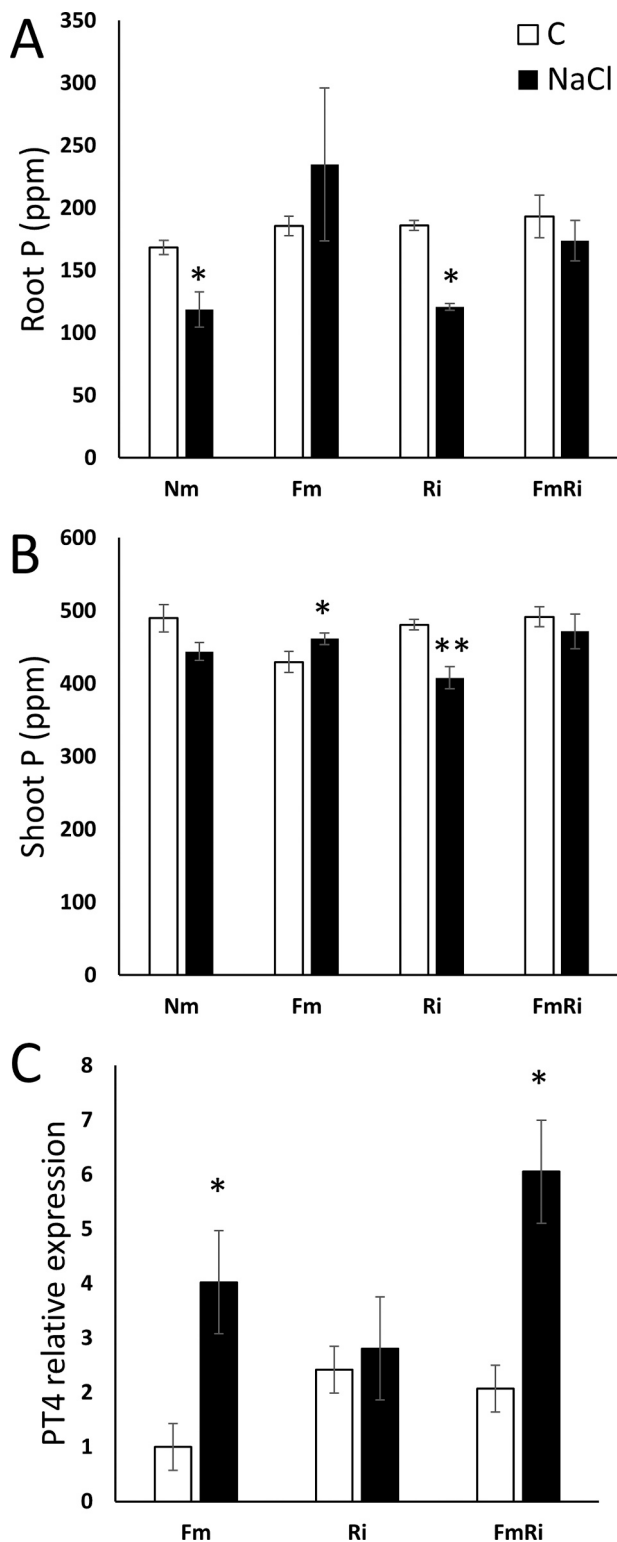 A
C
NaCl
Root P (ppm)
350
300
250
200
150
100
50
0
*
*
Nm Fm Ri FmRi
B
Shoot P (ppm)
600
500
400
300
200
100
0
*
**
Nm Fm Ri FmRi
C
PT4 relative expression
8
7
6
5
4
3
2
1
0
*
*
Fm Ri FmRi